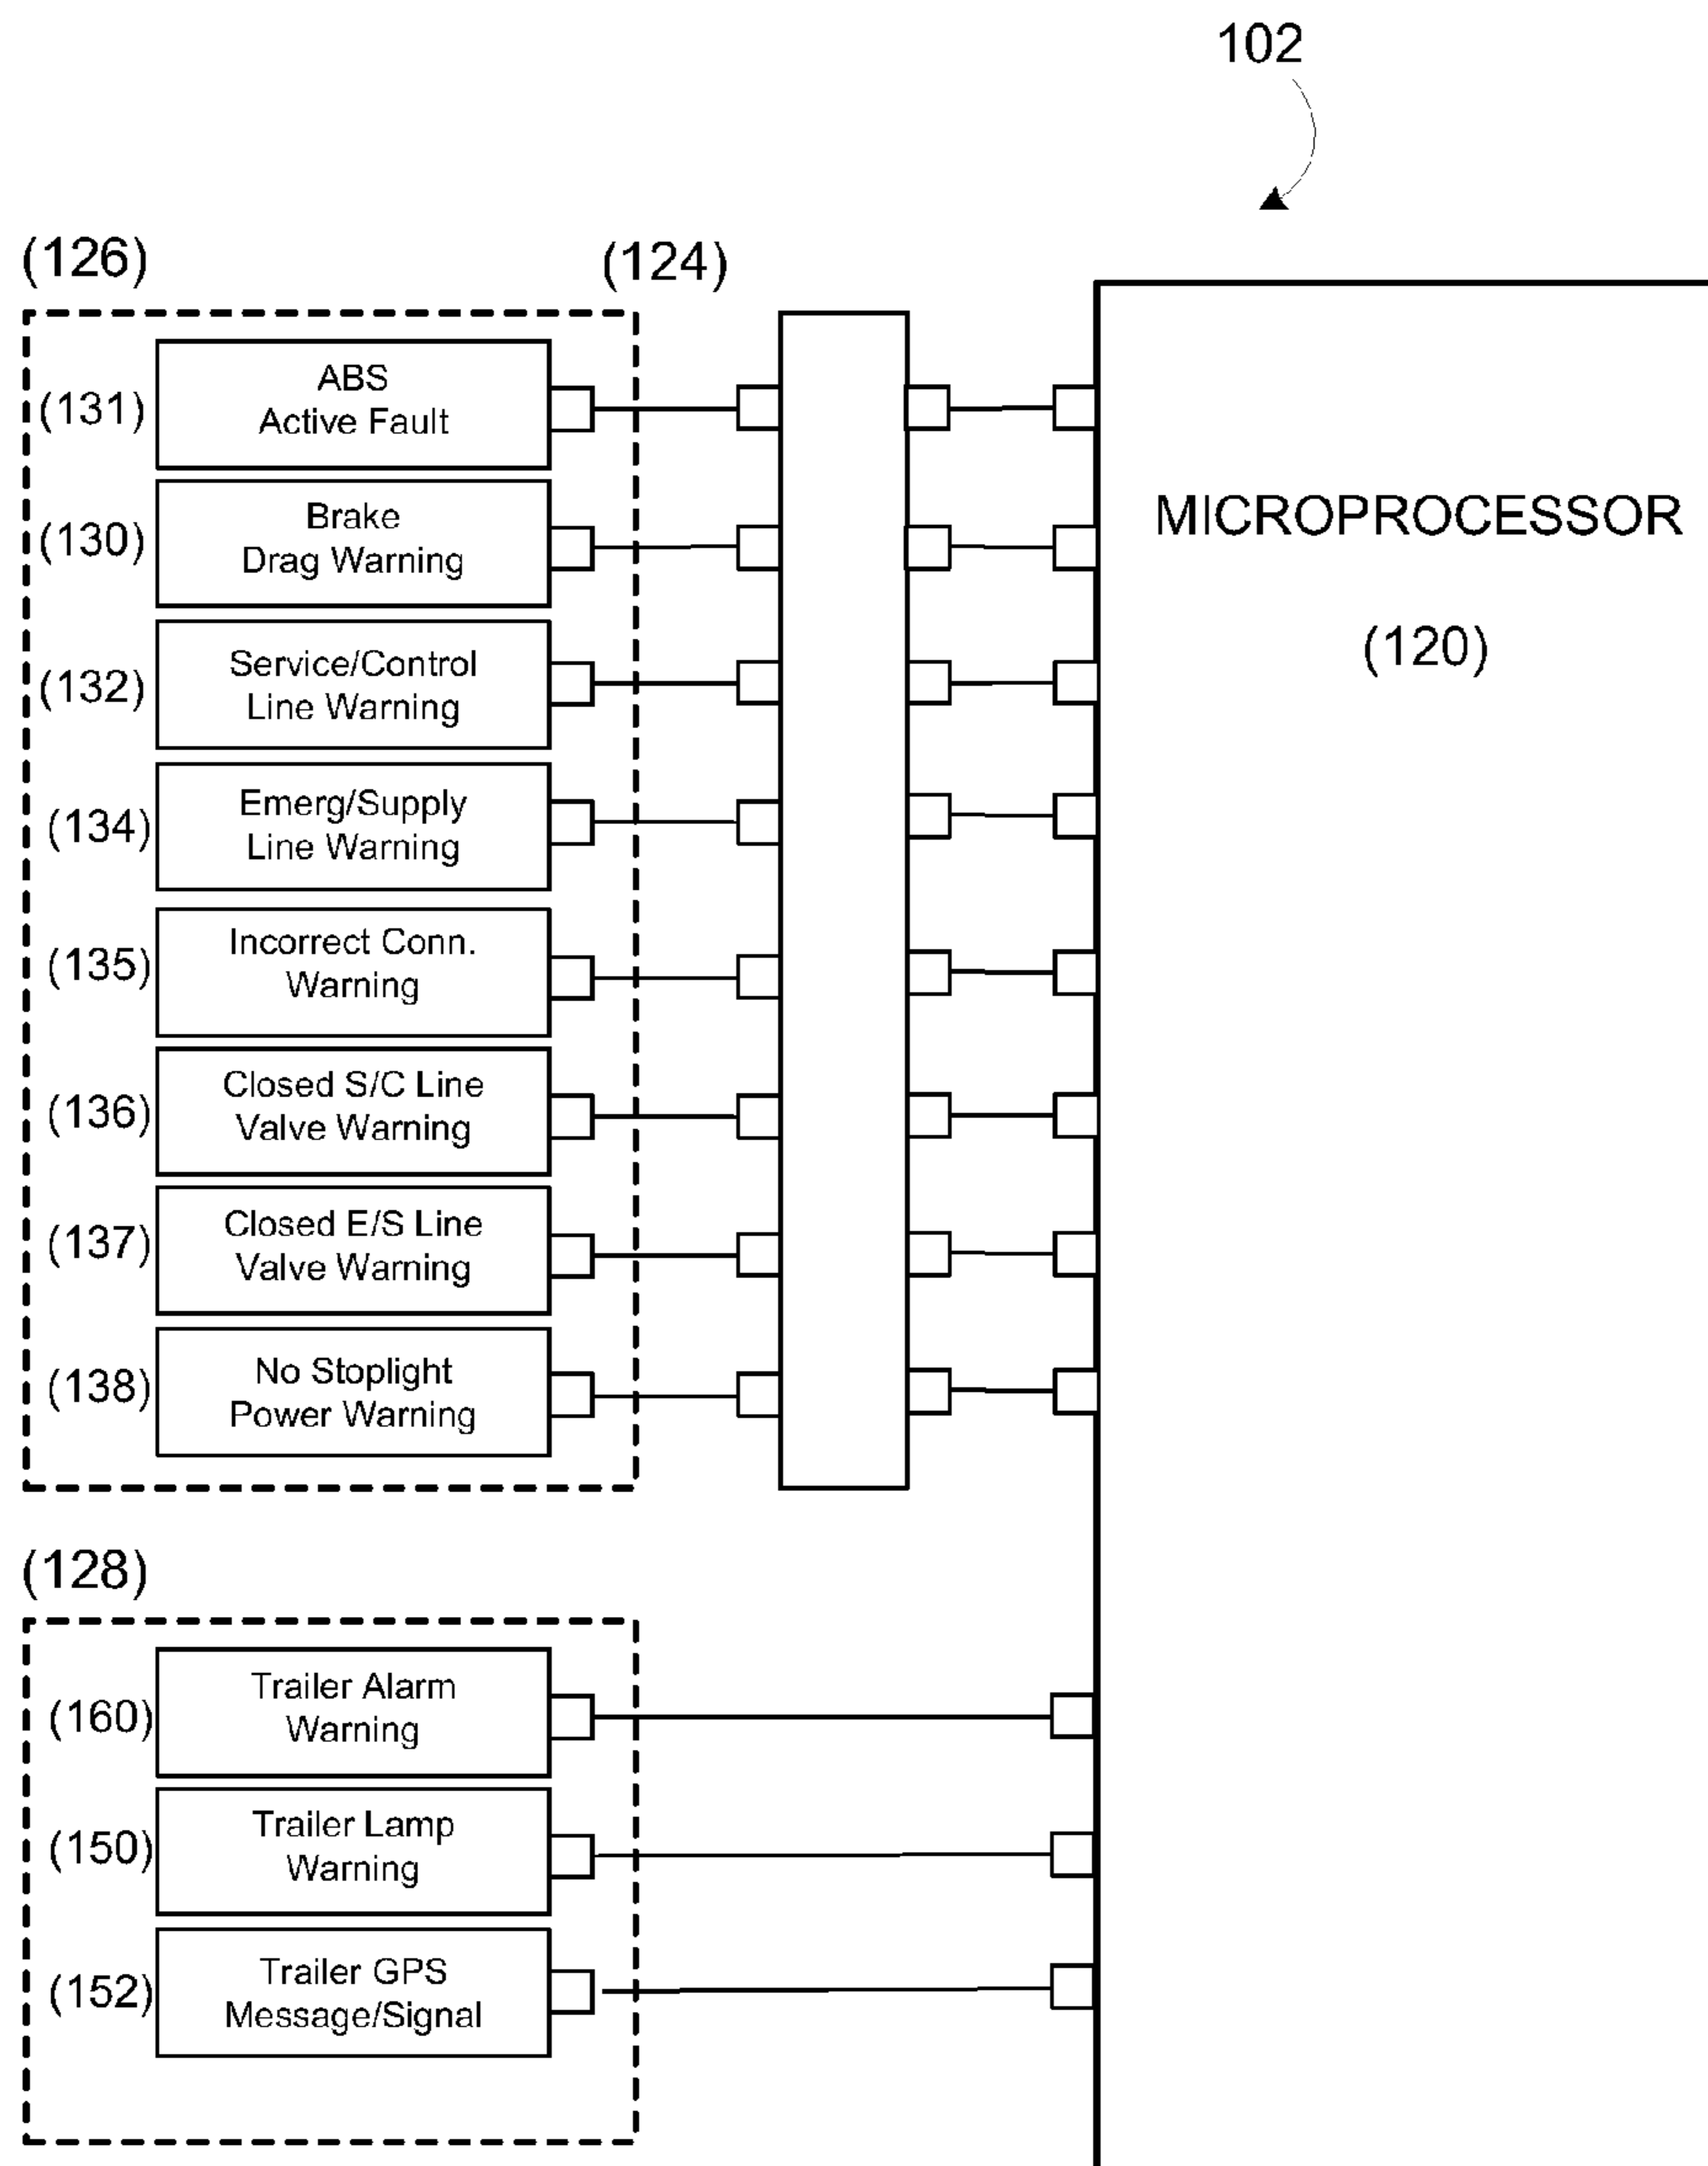 102
(126)
(124)
(131)
ABS
Active Fault
(130)
Brake
Drag Warning
MICROPROCESSOR
(120)
(132)
Service/Control
Line Warning
(134)
Emerg/Supply
Line Warning
(135)
Incorrect Conn.
Warning
(136)
Closed S/C Line
Valve Warning
(137)
Closed E/S Line
Valve Warning
(138)
No Stoplight
Power Warning
(128)
(160)
Trailer Alarm
Warning
(150)
Trailer Lamp
Warning
(152)
Trailer GPS
Message/Signal